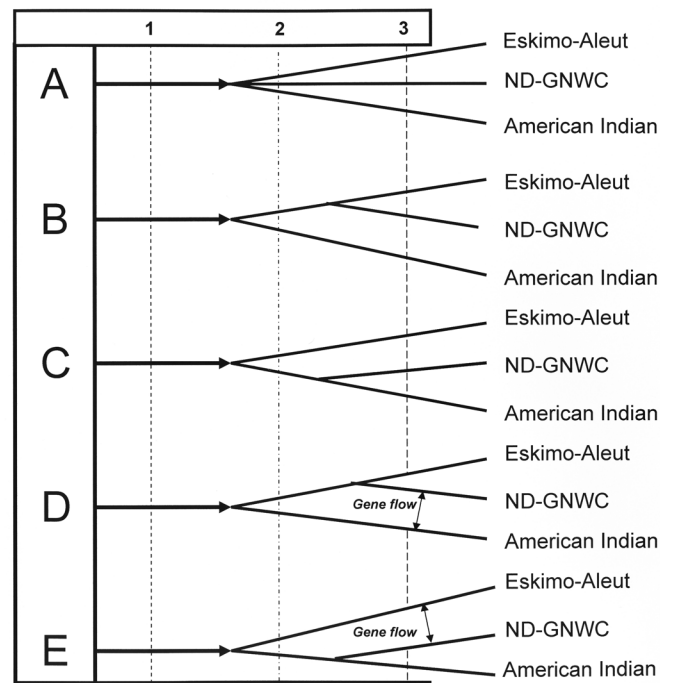 1 2 3
A
Eskimo-Aleut
ND-GNWC
American Indian
B
Eskimo-Aleut
ND-GNWC
American Indian
C
Eskimo-Aleut
ND-GNWC
American Indian
D
Eskimo-Aleut
Gene flow
ND-GNWC
American Indian
E
Eskimo-Aleut
Gene flow
ND-GNWC
American Indian